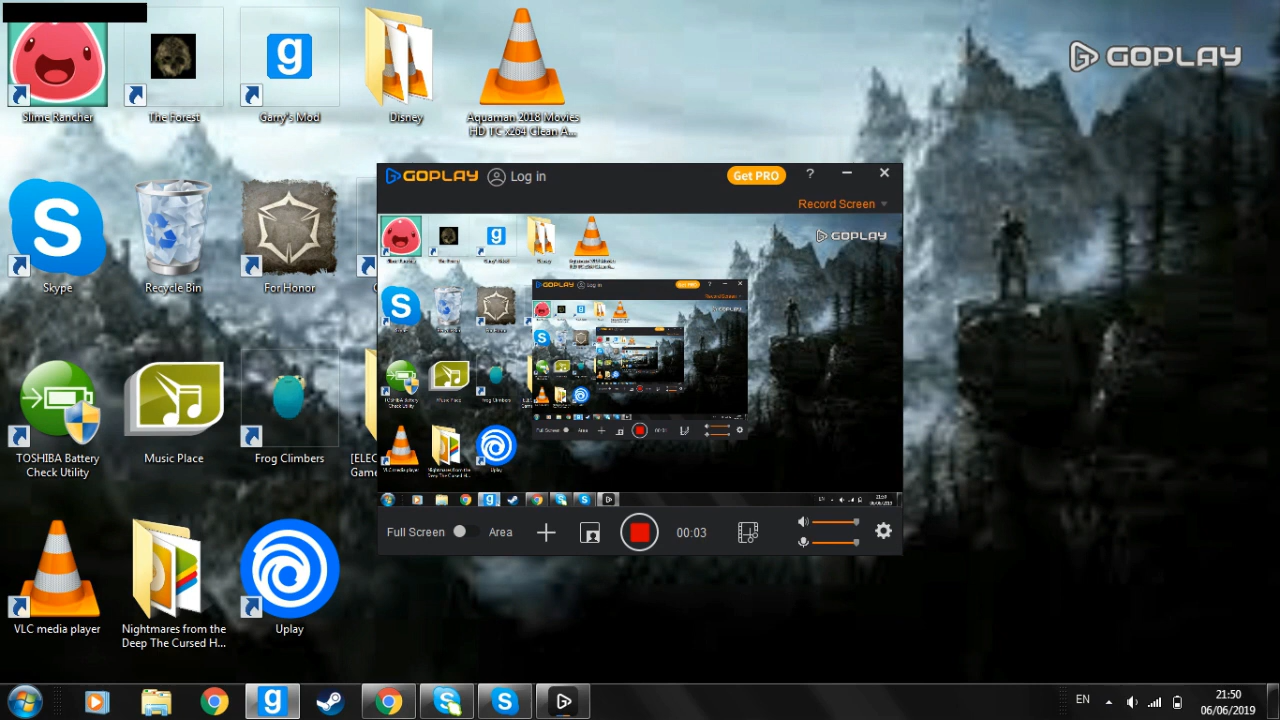 GOPLAY
Slime Rancher
The Forest
Garry's Mod
Disney
Aquaman 2018 Movies
HD TC x264 Clean A...
GOPLAY
Log in
Get PRO
?
Record Screen
GOPLAY
Skype
Recycle Bin
For Honor
TOSHIBA Battery
Check Utility
Music Place
Frog Climbers
[ELEC
Game
Full Screen
Area
00:03
VLC media player
Nightmares from the
Deep The Cursed H...
Uplay
EN
21:50
06/06/2019